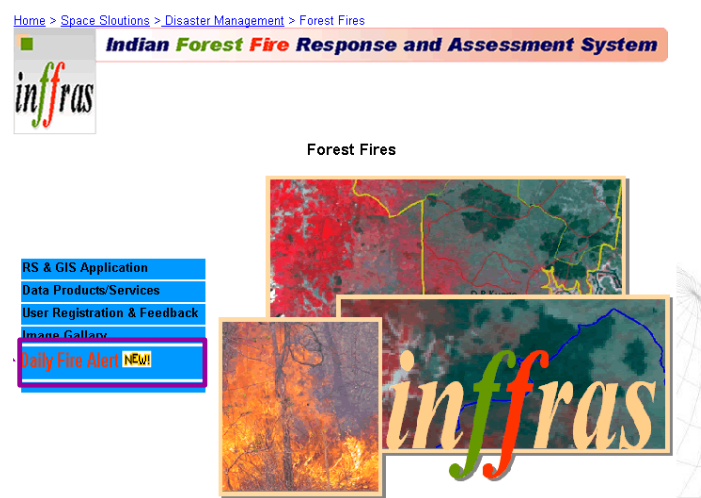 Home > Space Sloutions > Disaster Management > Forest Fires
Indian Forest Fire Response and Assessment System
inffras
Forest Fires
RS & GIS Application
Data Products/Services
User Registration & Feedback
Image Gallary
Daily Fire Alert NEW!
inffras